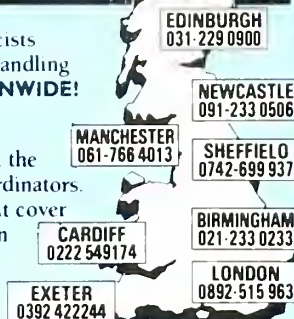 cists
andling
NWIDE!
the
rdinators.
t cover
n
EDINBURGH
031·229 0900
NEWCASTLE
091-233 0506
MANCHESTER
061-766 4013
SHEFFIELD
0742-699 937
BIRMINGHAM
021·233 0233
CARDIFF
0222 549174
LONDON
0892·515 963
EXETER
0392 422244